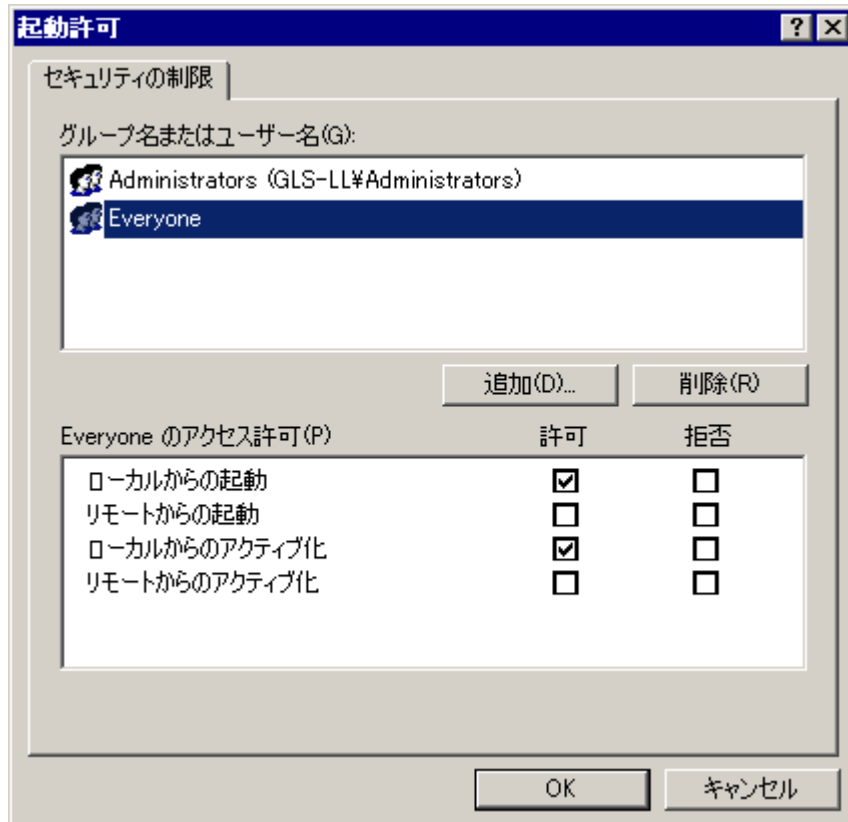 起動許可
セキュリティの制限
グループ名またはユーザー名(G):
Administrators (GLS-LL¥Administrators)
Everyone
追加(D)... 削除(R)
Everyone のアクセス許可(P) 許可 拒否
ローカルからの起動
リモートからの起動
ローカルからのアクティブ化
リモートからのアクティブ化
OK キャンセル